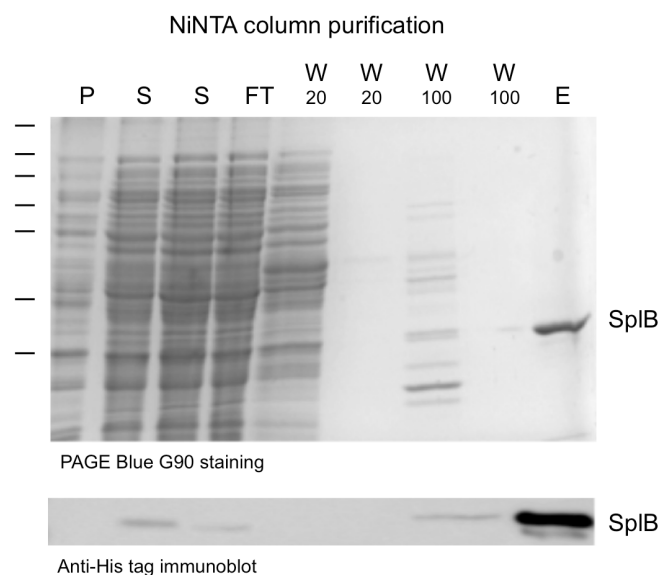 NiNTA column purification
W W W W
P S S FT 20 20 100 100 E
SplB
PAGE Blue G90 staining
SplB
Anti-His tag immunoblot